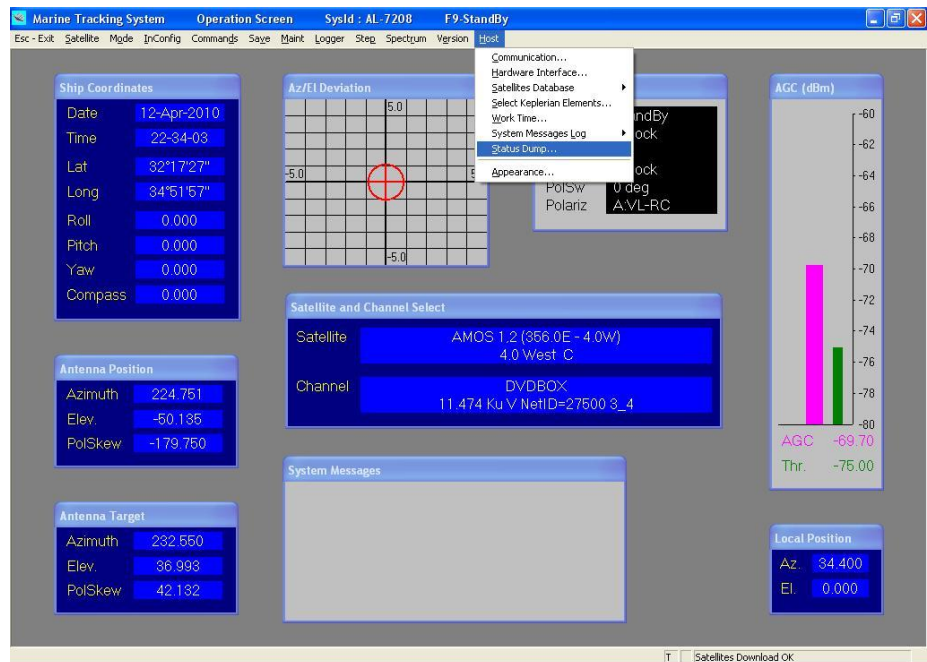 Marine Tracking System Operation Screen SysId : AL-7208 F9-StandBy
Esc - Exit Satellite Mode InConfig Commands Save Maint Logger Step Spectrum Version Host
Communication...
Hardware Interface...
Satellites Database
Select Keplerian Elements...
Work Time...
System Messages Log
Status Dump...
Appearance...
Ship Coordinates
Date 12-Apr-2010
Time 22-34-03
Lat 32°17'27"
Long 34°51'57"
Roll 0.000
Pitch 0.000
Yaw 0.000
Compass 0.000
Az/El Deviation
5.0
-5.0
-5.0
PolSw 0 deg
Polariz A:VL-RC
AGC (dBm)
-60
-62
-64
-66
-68
-70
-72
-74
-76
-78
-80
AGC -69.70
Thr. -75.00
Satellite and Channel Select
Satellite AMOS 1,2 (356.0E - 4.0W)
4.0 West C
Channel DVDBOX
11.474 Ku V NetID=27500 3_4
Antenna Position
Azimuth 224.751
Elev. -50.135
PolSkew -179.750
System Messages
Antenna Target
Azimuth 232.550
Elev. 36.993
PolSkew 42.132
Local Position
Az. 34.400
El. 0.000
T Satellites Download OK